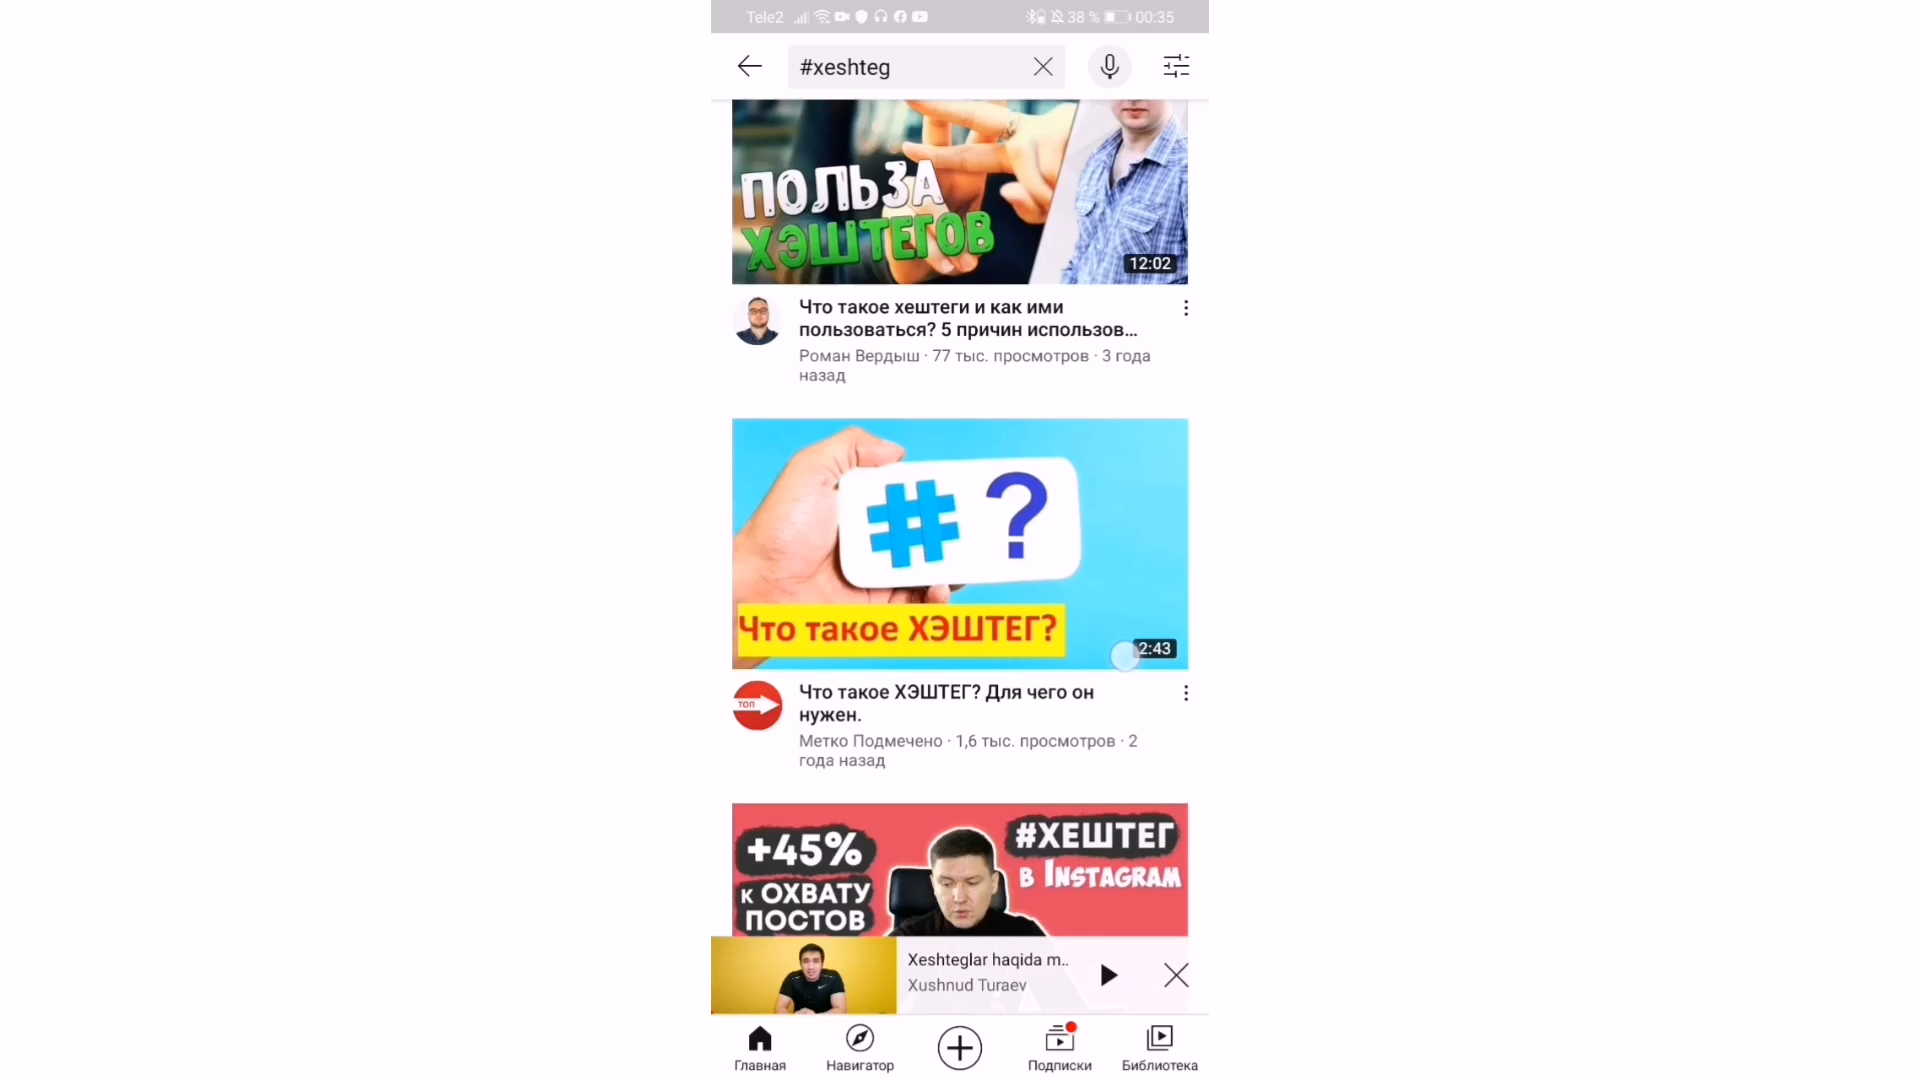 Tele2 38 % 00:35
#xeshteg
ПОЛЬЗА
ХЭШТЕГОВ
12:02
Что такое хештеги и как ими
пользоваться? 5 причин использов...
Роман Вердыш · 77 тыс. просмотров · 3 года
назад
# ?
Что такое ХЭШТЕГ?
2:43
ТОП
Что такое ХЭШТЕГ? Для чего он
нужен.
Метко Подмечено · 1,6 тыс. просмотров · 2
года назад
+45%
К ОХВАТУ
ПОСТОВ
#ХЕШТЕГ
В INSTAGRAM
Xeshteglar haqida m..
Xushnud Turaev
Главная
Навигатор
Подписки
Библиотека